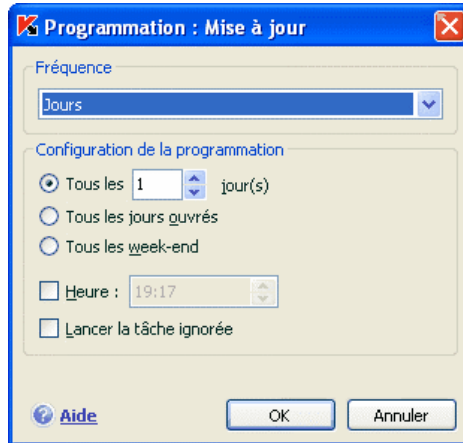 Programmation : Mise à jour
Fréquence
Jours
Configuration de la programmation
Tous les 1 jour(s)
Tous les jours ouvrés
Tous les week-end
Heure : 19:17
Lancer la tâche ignorée
Aide OK Annuler